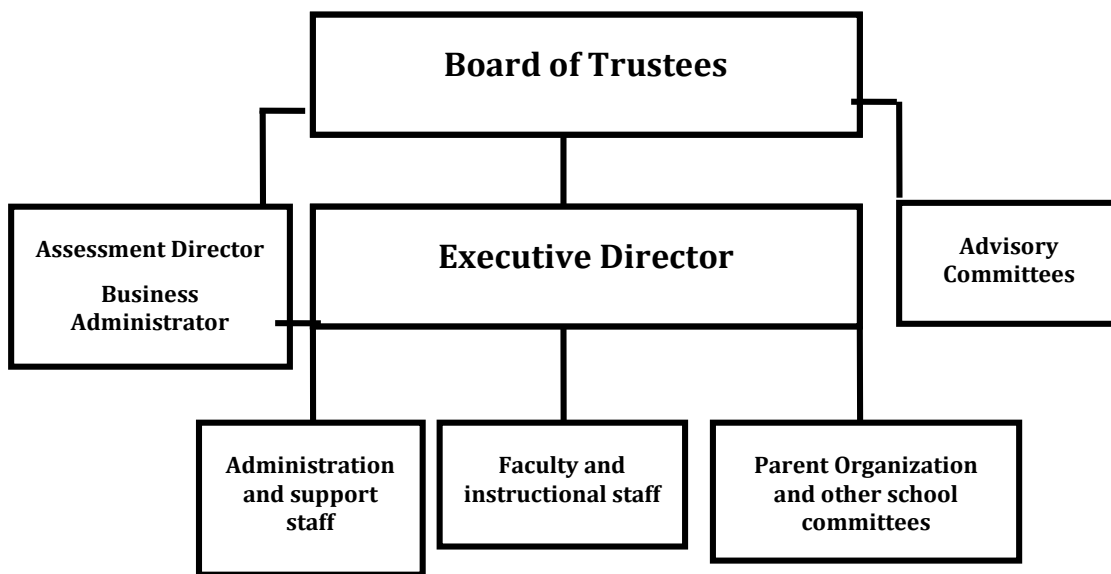 Board of Trustees
Assessment Director
Business
Administrator
Executive Director
Advisory
Committees
Administration
and support
staff
Faculty and
instructional staff
Parent Organization
and other school
committees